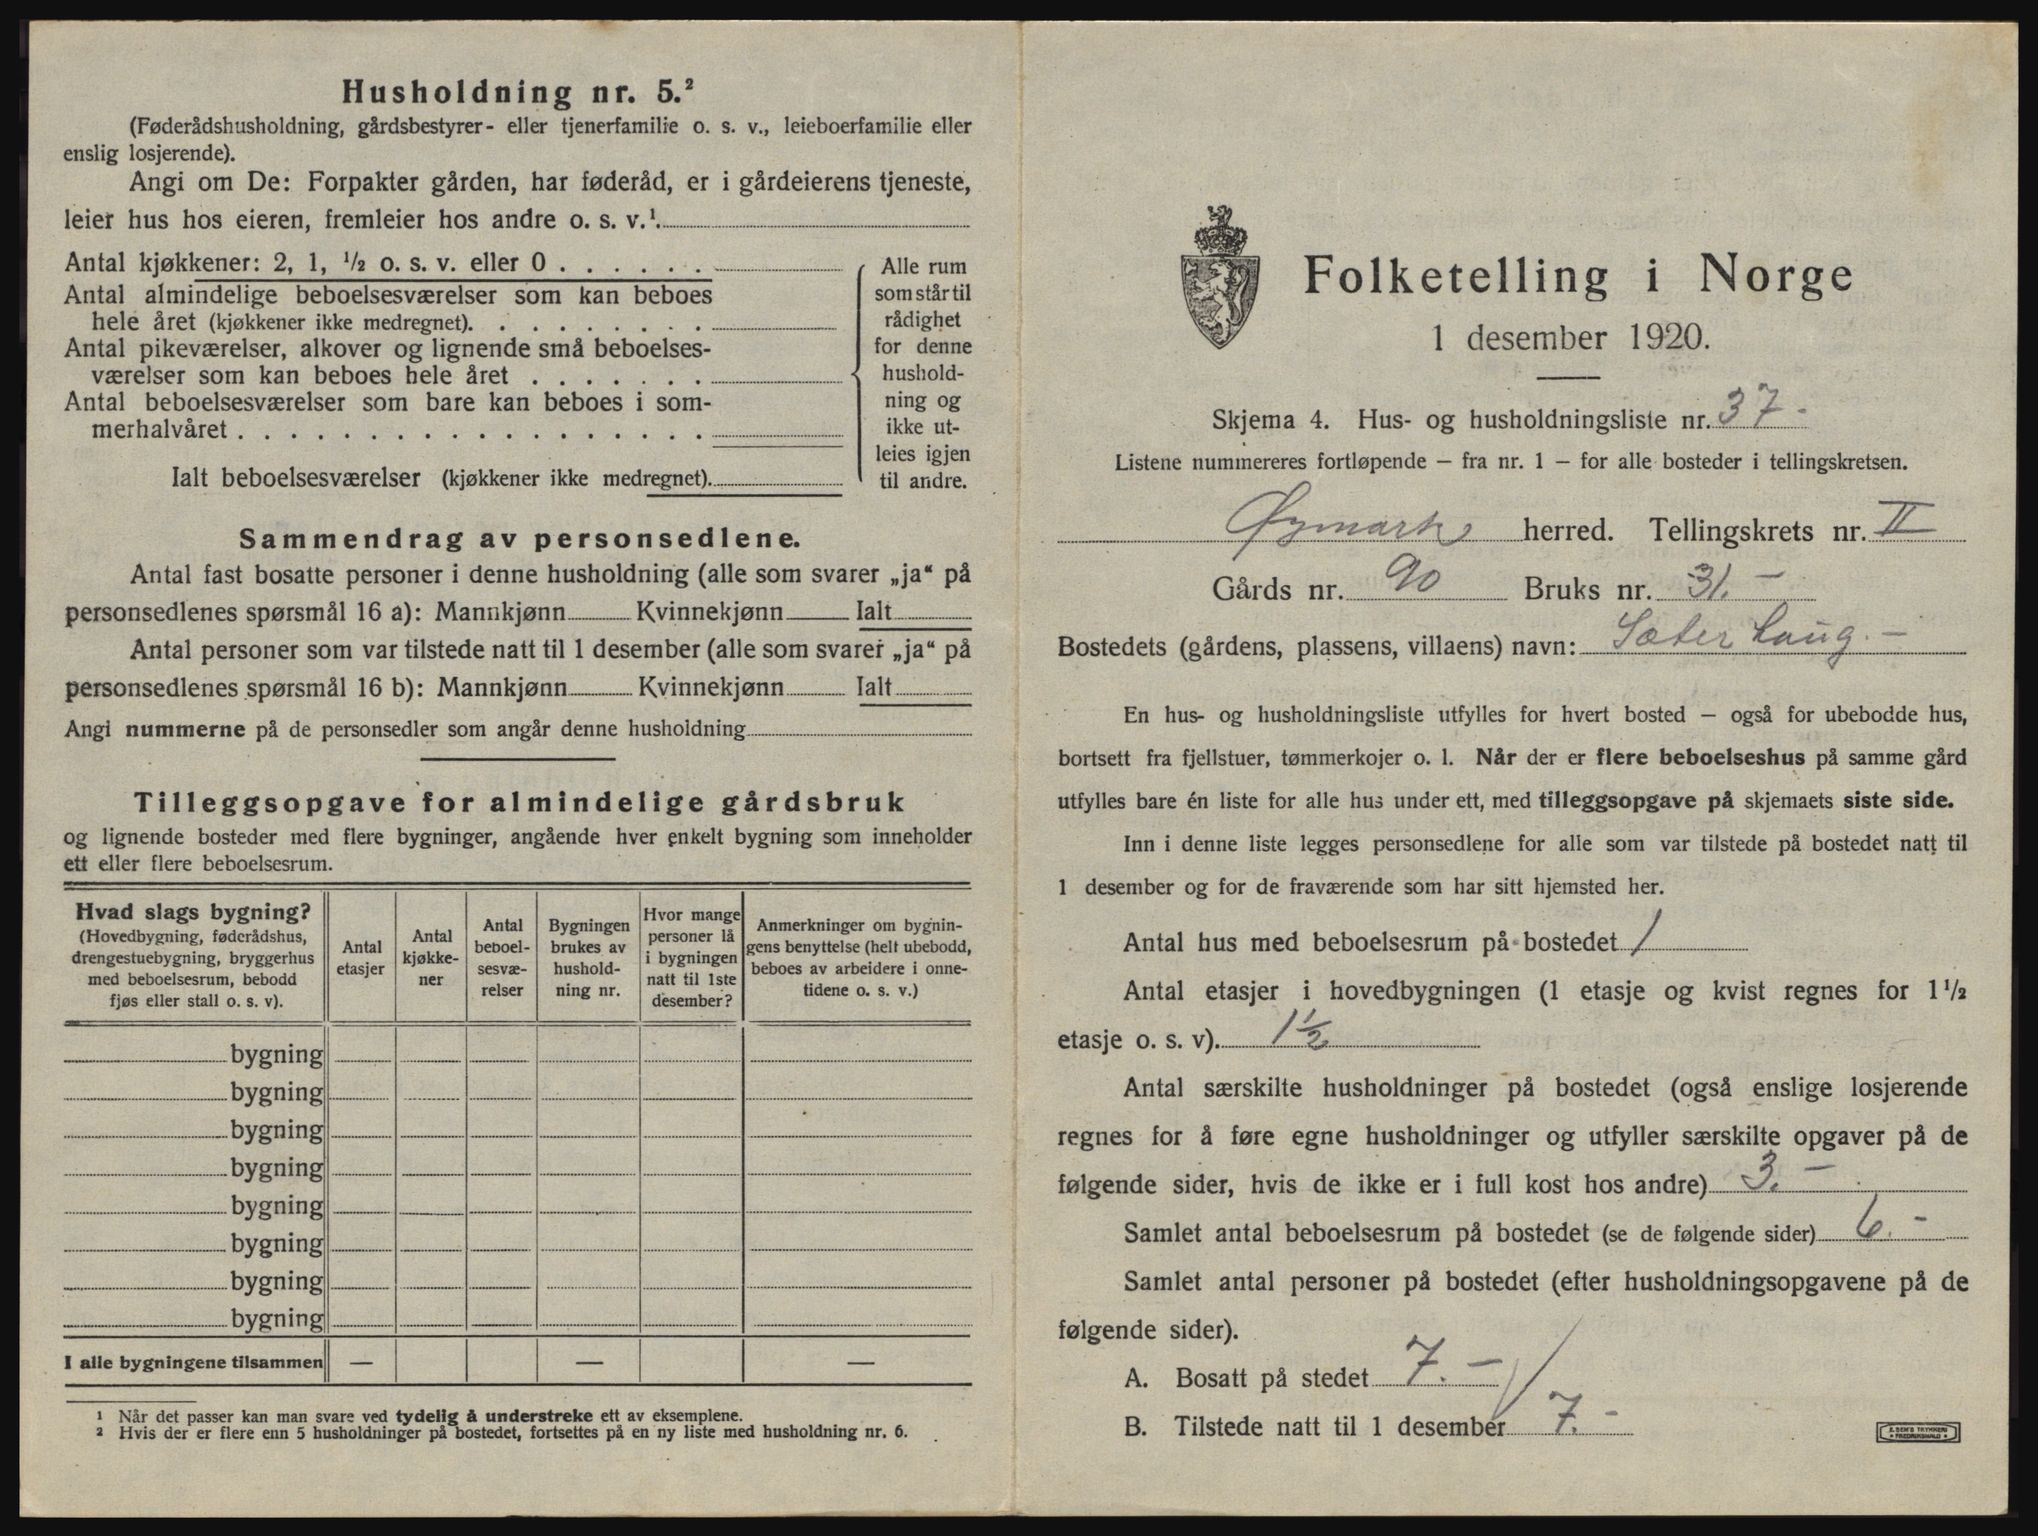 Husholdning nr. 5.²
(Føderådshusholdning, gårdsbestyrer- eller tjenerfamilie o. s. v., leieboerfamilie eller
enslig losjerende).
Angi om De: Forpakter gården, har føderåd, er i gårdeierens tjeneste,
leier hus hos eieren, fremleier hos andre o. s. v.¹.
Antal kjøkkener: 2, 1, ½ o. s. v. eller 0 . . . . . .
Antal almindelige beboelsesværelser som kan beboes
hele året (kjøkkener ikke medregnet). . . . . . . . .
Antal pikeværelser, alkover og lignende små beboelses-
værelser som kan beboes hele året . . . . . . .
Antal beboelsesværelser som bare kan beboes i som-
merhalvåret . . . . . . . . . . . . . . . . . .
Ialt beboelsesværelser (kjøkkener ikke medregnet).
Alle rum
som står til
rådighet
for denne
hushold-
ning og
ikke ut-
leies igjen
til andre.
Sammendrag av personsedlene.
Antal fast bosatte personer i denne husholdning (alle som svarer „ja“ på
personsedlenes spørsmål 16 a): Mannkjønn Kvinnekjønn Ialt
Antal personer som var tilstede natt til 1 desember (alle som svarer „ja“ på
personsedlenes spørsmål 16 b): Mannkjønn Kvinnekjønn Ialt
Angi nummerne på de personsedler som angår denne husholdning
Tilleggsopgave for almindelige gårdsbruk
og lignende bosteder med flere bygninger, angående hver enkelt bygning som inneholder
ett eller flere beboelsesrum.
Hvad slags bygning?
(Hovedbygning, føderådshus,
drengestuebygning, bryggerhus
med beboelsesrum, bebodd
fjøs eller stall o. s. v).
Antal
etasjer
Antal
kjøkke-
ner
Antal
beboel-
sesvæ-
relser
Bygningen
brukes av
hushold-
ning nr.
Hvor mange
personer lå
i bygningen
natt til 1ste
desember?
Anmerkninger om bygnin-
gens benyttelse (helt ubebodd,
beboes av arbeidere i onne-
tidene o. s. v.)
bygning
bygning
bygning
bygning
bygning
bygning
bygning
bygning
I alle bygningene tilsammen — — —
¹ Når det passer kan man svare ved tydelig å understreke ett av eksemplene.
² Hvis der er flere enn 5 husholdninger på bostedet, fortsettes på en ny liste med husholdning nr. 6.
Folketelling i Norge
1 desember 1920.
Skjema 4. Hus- og husholdningsliste nr. 37 -
Listene nummereres fortløpende – fra nr. 1 – for alle bosteder i tellingskretsen.
Øymark herred. Tellingskrets nr. II
Gårds nr. 90 Bruks nr. 31. -
Bostedets (gårdens, plassens, villaens) navn: Sæter haug. -
En hus- og husholdningsliste utfylles for hvert bosted – også for ubebodde hus,
bortsett fra fjellstuer, tømmerkojer o. l. Når der er flere beboelseshus på samme gård
utfylles bare én liste for alle hus under ett, med tilleggsopgave på skjemaets siste side.
Inn i denne liste legges personsedlene for alle som var tilstede på bostedet natt til
1 desember og for de fraværende som har sitt hjemsted her.
Antal hus med beboelsesrum på bostedet 1
Antal etasjer i hovedbygningen (1 etasje og kvist regnes for 1½
etasje o. s. v). 1½
Antal særskilte husholdninger på bostedet (også enslige losjerende
regnes for å føre egne husholdninger og utfyller særskilte opgaver på de
følgende sider, hvis de ikke er i full kost hos andre) 3. -
Samlet antal beboelsesrum på bostedet (se de følgende sider) 6. -
Samlet antal personer på bostedet (efter husholdningsopgavene på de
følgende sider).
A. Bosatt på stedet 7. -
B. Tilstede natt til 1 desember 7. -